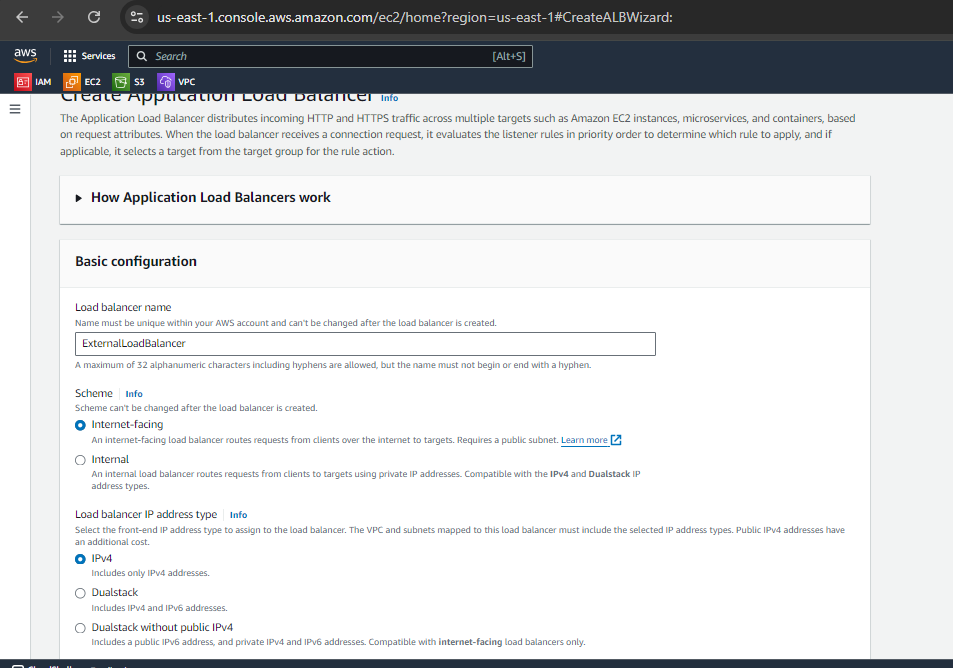 us-east-1.console.aws.amazon.com/ec2/home?region=us-east-1#CreateALBWizard:
aws
Services
Search
[Alt+S]
IAM
EC2
S3
VPC
Create Application Load Balancer Info
The Application Load Balancer distributes incoming HTTP and HTTPS traffic across multiple targets such as Amazon EC2 instances, microservices, and containers, based
on request attributes. When the load balancer receives a connection request, it evaluates the listener rules in priority order to determine which rule to apply, and if
applicable, it selects a target from the target group for the rule action.
How Application Load Balancers work
Basic configuration
Load balancer name
Name must be unique within your AWS account and can't be changed after the load balancer is created.
ExternalLoadBalancer
A maximum of 32 alphanumeric characters including hyphens are allowed, but the name must not begin or end with a hyphen.
Scheme Info
Scheme can't be changed after the load balancer is created.
Internet-facing
An internet-facing load balancer routes requests from clients over the internet to targets. Requires a public subnet. Learn more
Internal
An internal load balancer routes requests from clients to targets using private IP addresses. Compatible with the IPv4 and Dualstack IP
address types.
Load balancer IP address type Info
Select the front-end IP address type to assign to the load balancer. The VPC and subnets mapped to this load balancer must include the selected IP address types. Public IPv4 addresses have
an additional cost.
IPv4
Includes only IPv4 addresses.
Dualstack
Includes IPv4 and IPv6 addresses.
Dualstack without public IPv4
Includes a public IPv6 address, and private IPv4 and IPv6 addresses. Compatible with internet-facing load balancers only.